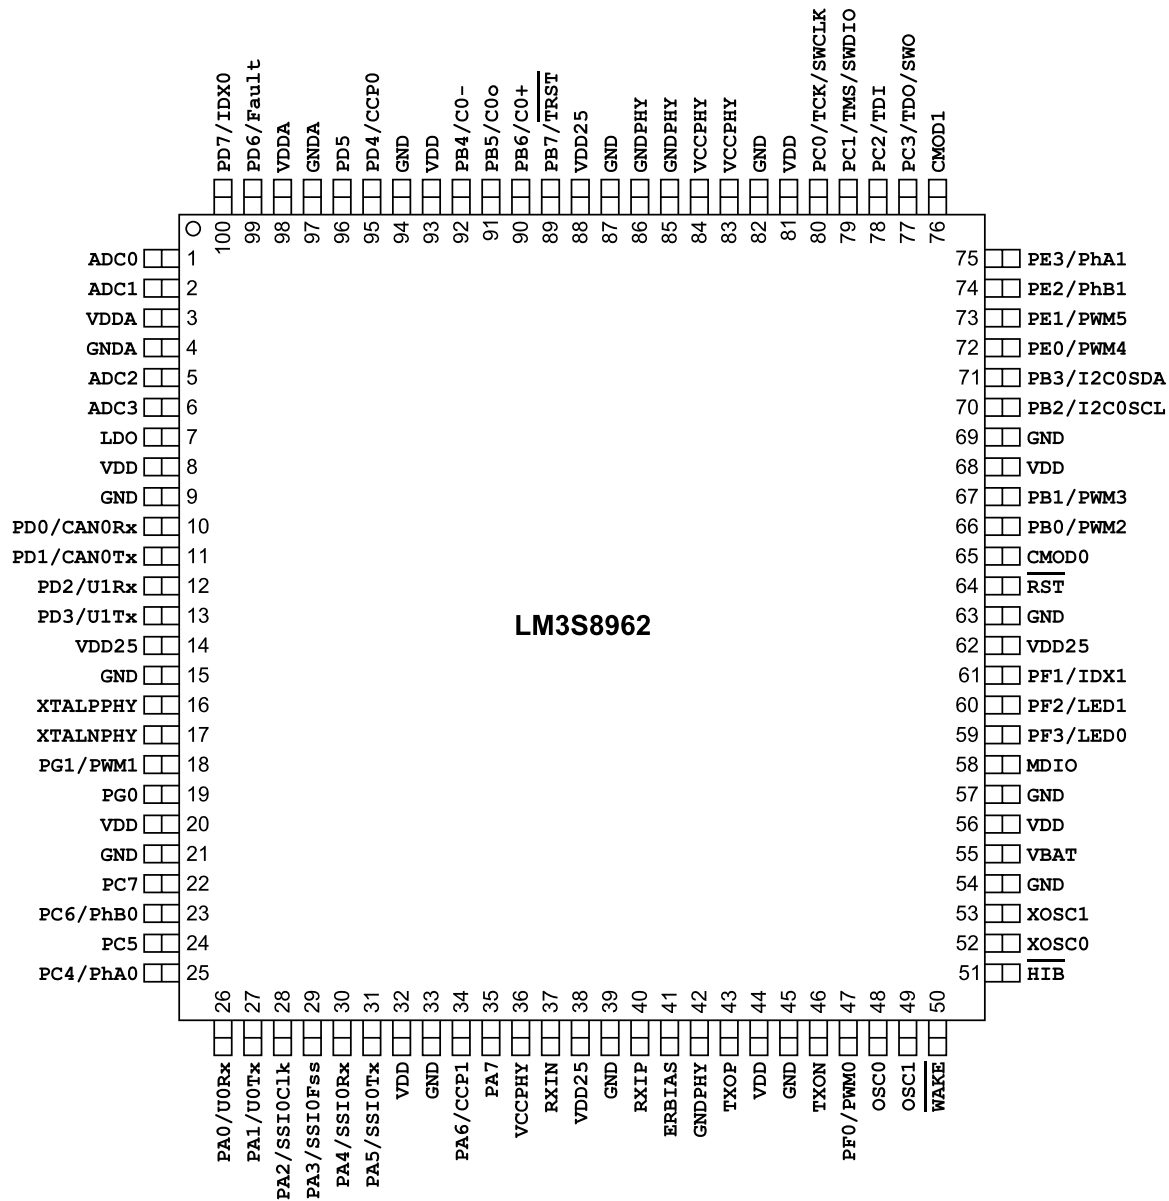 PD7/IDX0
PD6/Fault
VDDA
GNDA
PD5
PD4/CCP0
GND
VDD
PB4/C0-
PB5/C0o
PB6/C0+
PB7/TRST
VDD25
GND
GNDPHY
GNDPHY
VCCPHY
VCCPHY
GND
VDD
PC0/TCK/SWCLK
PC1/TMS/SWDIO
PC2/TDI
PC3/TDO/SWO
CMOD1
100
99
98
97
96
95
94
93
92
91
90
89
88
87
86
85
84
83
82
81
80
79
78
77
76
ADC0 1
ADC1 2
VDDA 3
GNDA 4
ADC2 5
ADC3 6
LDO 7
VDD 8
GND 9
PD0/CAN0Rx 10
PD1/CAN0Tx 11
PD2/U1Rx 12
PD3/U1Tx 13
VDD25 14
GND 15
XTALPPHY 16
XTALNPHY 17
PG1/PWM1 18
PG0 19
VDD 20
GND 21
PC7 22
PC6/PhB0 23
PC5 24
PC4/PhA0 25
LM3S8962
75 PE3/PhA1
74 PE2/PhB1
73 PE1/PWM5
72 PE0/PWM4
71 PB3/I2C0SDA
70 PB2/I2C0SCL
69 GND
68 VDD
67 PB1/PWM3
66 PB0/PWM2
65 CMOD0
64 RST
63 GND
62 VDD25
61 PF1/IDX1
60 PF2/LED1
59 PF3/LED0
58 MDIO
57 GND
56 VDD
55 VBAT
54 GND
53 XOSC1
52 XOSC0
51 HIB
26
27
28
29
30
31
32
33
34
35
36
37
38
39
40
41
42
43
44
45
46
47
48
49
50
PA0/U0Rx
PA1/U0Tx
PA2/SSI0Clk
PA3/SSI0Fss
PA4/SSI0Rx
PA5/SSI0Tx
VDD
GND
PA6/CCP1
PA7
VCCPHY
RXIN
VDD25
GND
RXIP
ERBIAS
GNDPHY
TXOP
VDD
GND
TXON
PF0/PWM0
OSC0
OSC1
WAKE